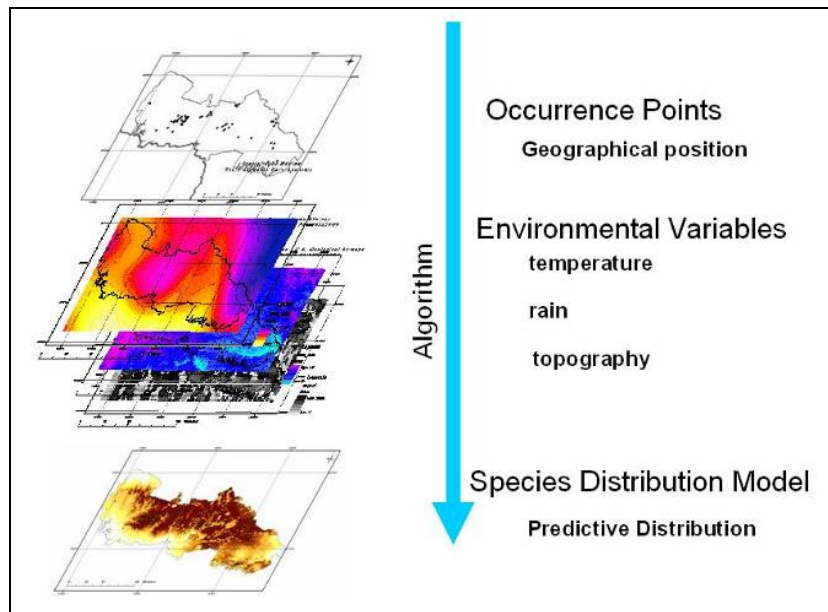 Occurrence Points
Geographical position
Environmental Variables
temperature
rain
topography
Algorithm
Species Distribution Model
Predictive Distribution